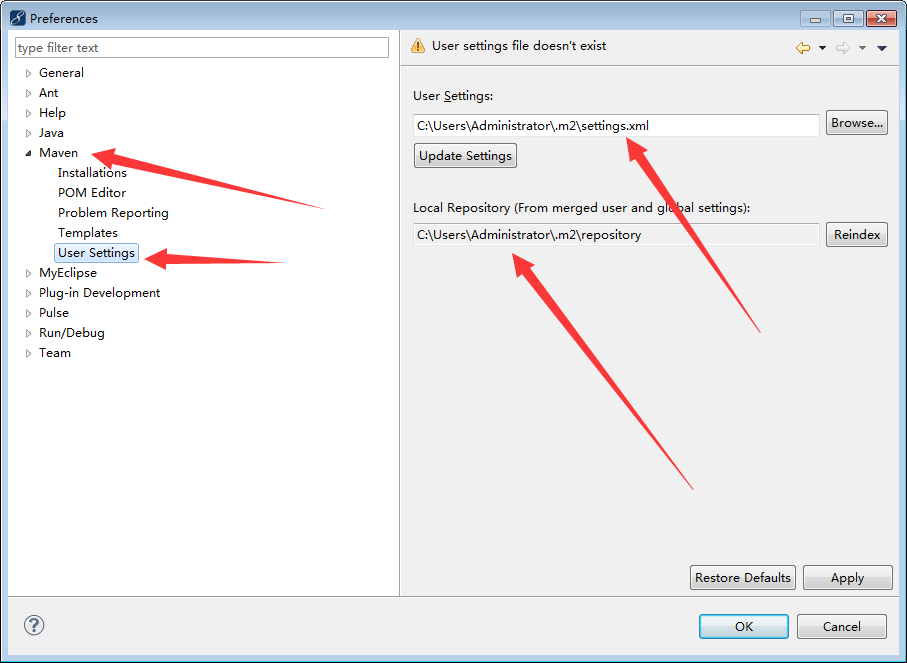 Preferences
type filter text
General
Ant
Help
Java
Maven
Installations
POM Editor
Problem Reporting
Templates
User Settings
MyEclipse
Plug-in Development
Pulse
Run/Debug
Team
User settings file doesn't exist
User Settings:
C:\Users\Administrator\.m2\settings.xml
Browse...
Update Settings
Local Repository (From merged user and global settings):
C:\Users\Administrator\.m2\repository
Reindex
Restore Defaults
Apply
?
OK
Cancel